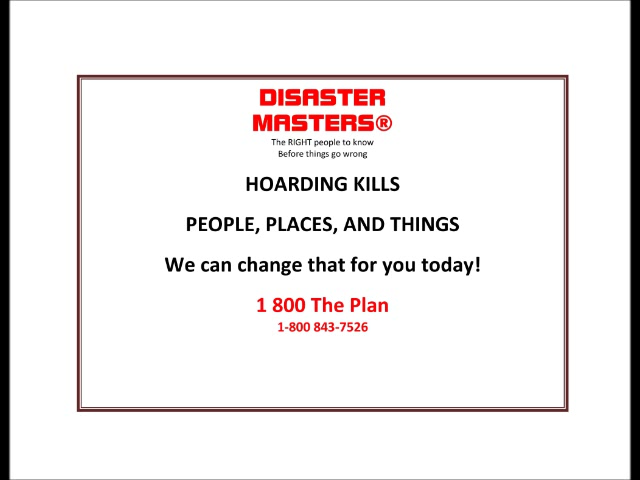 DISASTER
MASTERS®
The RIGHT people to know
Before things go wrong
HOARDING KILLS
PEOPLE, PLACES, AND THINGS
We can change that for you today!
1 800 The Plan
1-800 843-7526